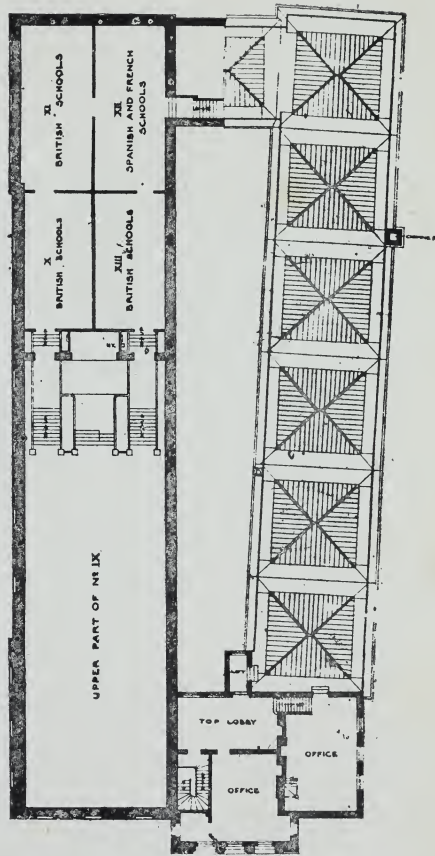 XI
BRITISH SCHOOLS
XII
SPANISH AND FRENCH
SCHOOLS
X
BRITISH SCHOOLS
XIII
BRITISH SCHOOLS
UPPER PART OF Nº IX
TOP LOBBY
LIFT
OFFICE
OFFICE